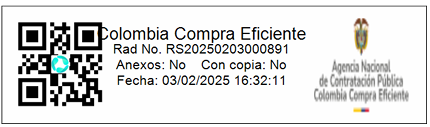 Colombia Compra Eficiente
Rad No. RS20250203000891
Anexos: No Con copia: No
Fecha: 03/02/2025 16:32:11
Agencia Nacional
de Contratación Pública
Colombia Compra Eficiente